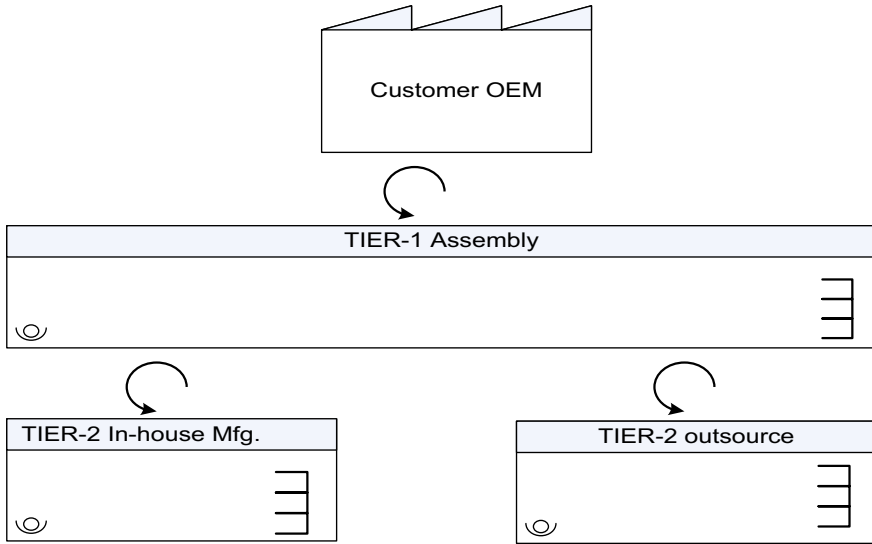 Customer OEM
TIER-1 Assembly
TIER-2 In-house Mfg.
TIER-2 outsource